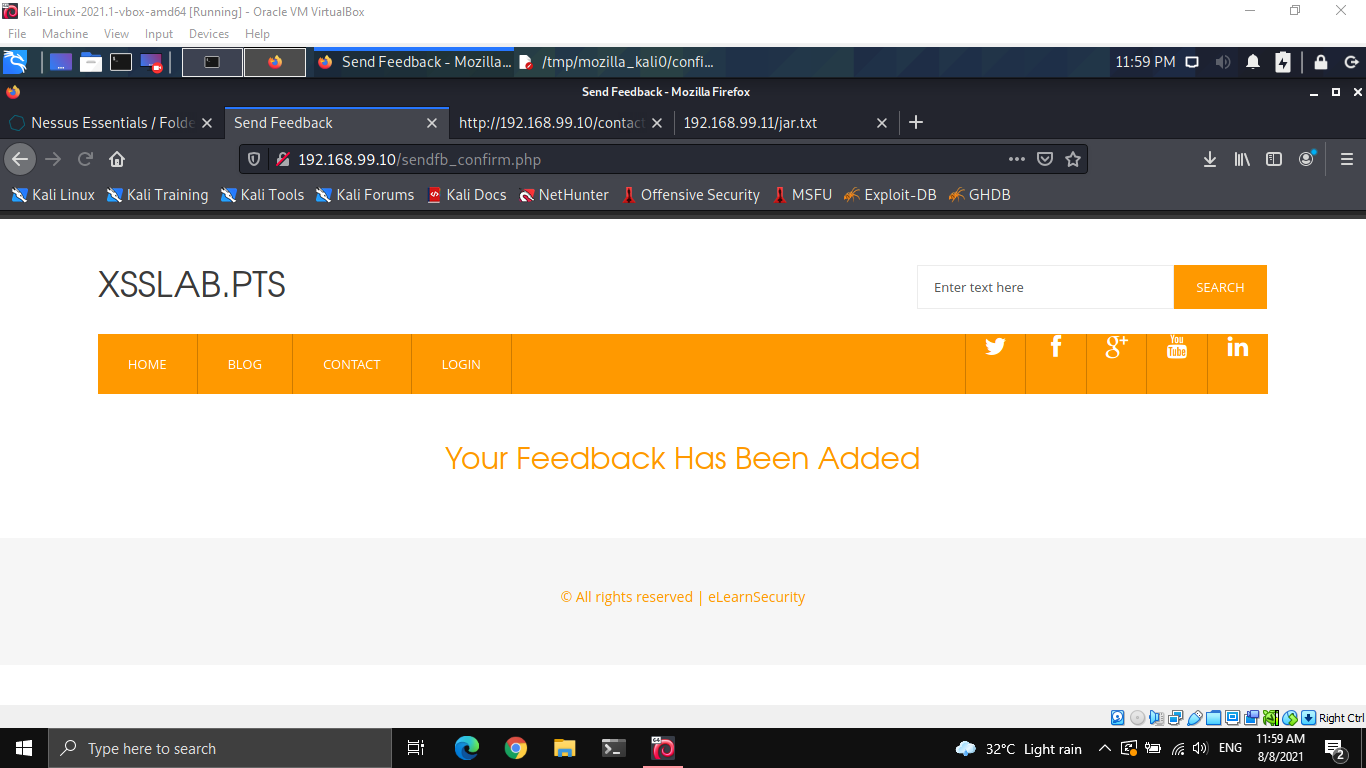 Kali-Linux-2021.1-vbox-amd64 [Running] - Oracle VM VirtualBox
File Machine View Input Devices Help
Send Feedback - Mozilla... /tmp/mozilla_kali0/confi... 11:59 PM
Send Feedback - Mozilla Firefox
Nessus Essentials / Folde Send Feedback http://192.168.99.10/contac 192.168.99.11/jar.txt
192.168.99.10/sendfb_confirm.php
Kali Linux Kali Training Kali Tools Kali Forums Kali Docs NetHunter Offensive Security MSFU Exploit-DB GHDB
XSSLAB.PTS
Enter text here SEARCH
HOME BLOG CONTACT LOGIN
Your Feedback Has Been Added
© All rights reserved | eLearnSecurity
Right Ctrl
Type here to search 32°C Light rain ENG 11:59 AM
8/8/2021 2